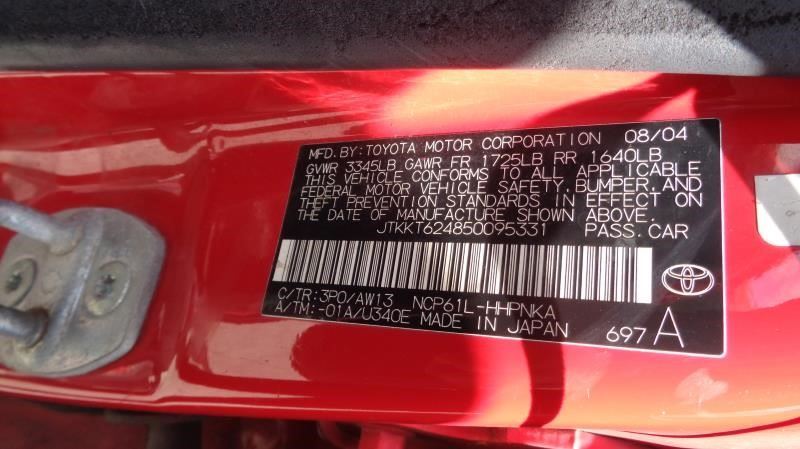 MFD.BY:TOYOTA MOTOR CORPORATION 08/04
GVWR 3345LB GAWR FR 1725LB RR 1640LB
THIS VEHICLE CONFORMS TO ALL APPLICABLE
FEDERAL MOTOR VEHICLE SAFETY, BUMPER, AND
THEFT PREVENTION STANDARDS IN EFFECT ON
THE DATE OF MANUFACTURE SHOWN ABOVE.
JTKKT624850095331 PASS.CAR
C/TR:3P0/AW13 NCP61L-HHPNKA
A/TM:-01A/U340E MADE IN JAPAN
697 A
TOYOTA